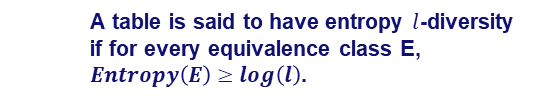 A table is said to have entropy l-diversity
if for every equivalence class E,
Entropy(E) ≥ log(l).